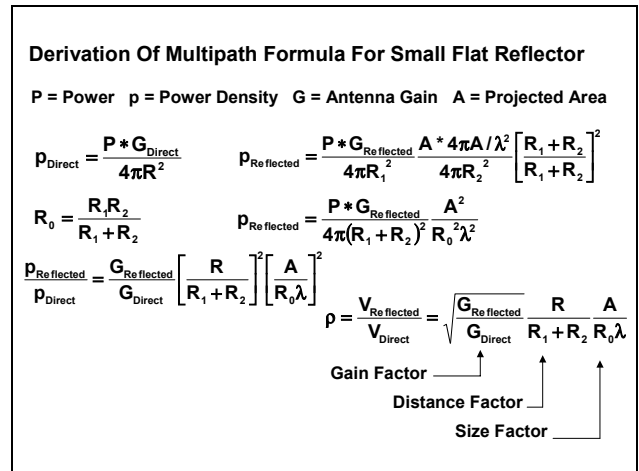 Derivation Of Multipath Formula For Small Flat Reflector
P = Power p = Power Density G = Antenna Gain A = Projected Area
p_Direct = P * G_Direct / 4πR²
p_Reflected = P * G_Reflected / 4πR₁² A * 4πA / λ² / 4πR₂² [R₁ + R₂ / R₁ + R₂]²
R₀ = R₁R₂ / R₁ + R₂
p_Reflected = P * G_Reflected / 4π(R₁ + R₂)² A² / R₀²λ²
p_Reflected / p_Direct = G_Reflected / G_Direct [R / R₁ + R₂]² [A / R₀λ]²
ρ = V_Reflected / V_Direct = √(G_Reflected / G_Direct) R / R₁ + R₂ A / R₀λ
Gain Factor
Distance Factor
Size Factor